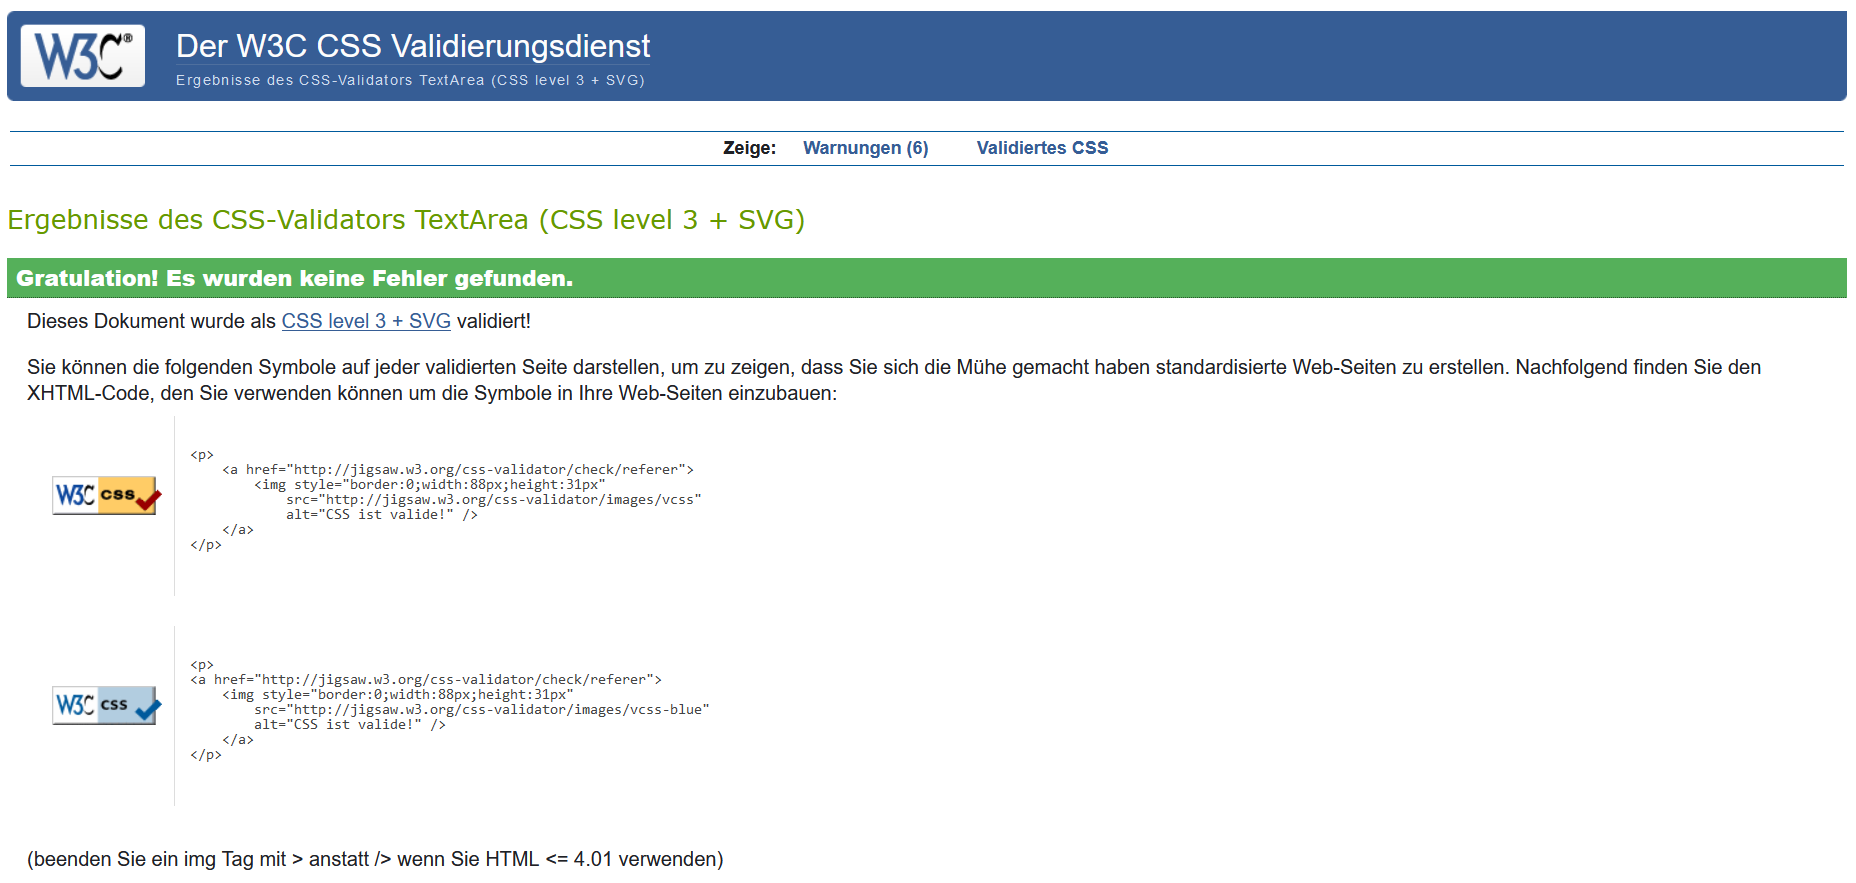 W3C®
Der W3C CSS Validierungsdienst
Ergebnisse des CSS-Validators TextArea (CSS level 3 + SVG)
Zeige: Warnungen (6) Validiertes CSS
Ergebnisse des CSS-Validators TextArea (CSS level 3 + SVG)
Gratulation! Es wurden keine Fehler gefunden.
Dieses Dokument wurde als CSS level 3 + SVG validiert!
Sie können die folgenden Symbole auf jeder validierten Seite darstellen, um zu zeigen, dass Sie sich die Mühe gemacht haben standardisierte Web-Seiten zu erstellen. Nachfolgend finden Sie den
XHTML-Code, den Sie verwenden können um die Symbole in Ihre Web-Seiten einzubauen:
<p>
<a href="http://jigsaw.w3.org/css-validator/check/referer">
<img style="border:0;width:88px;height:31px"
W3C css
src="http://jigsaw.w3.org/css-validator/images/vcss"
alt="CSS ist valide!" />
</a>
</p>
<p>
<a href="http://jigsaw.w3.org/css-validator/check/referer">
<img style="border:0;width:88px;height:31px"
W3C css
src="http://jigsaw.w3.org/css-validator/images/vcss-blue"
alt="CSS ist valide!" />
</a>
</p>
(beenden Sie ein img Tag mit > anstatt /> wenn Sie HTML <= 4.01 verwenden)